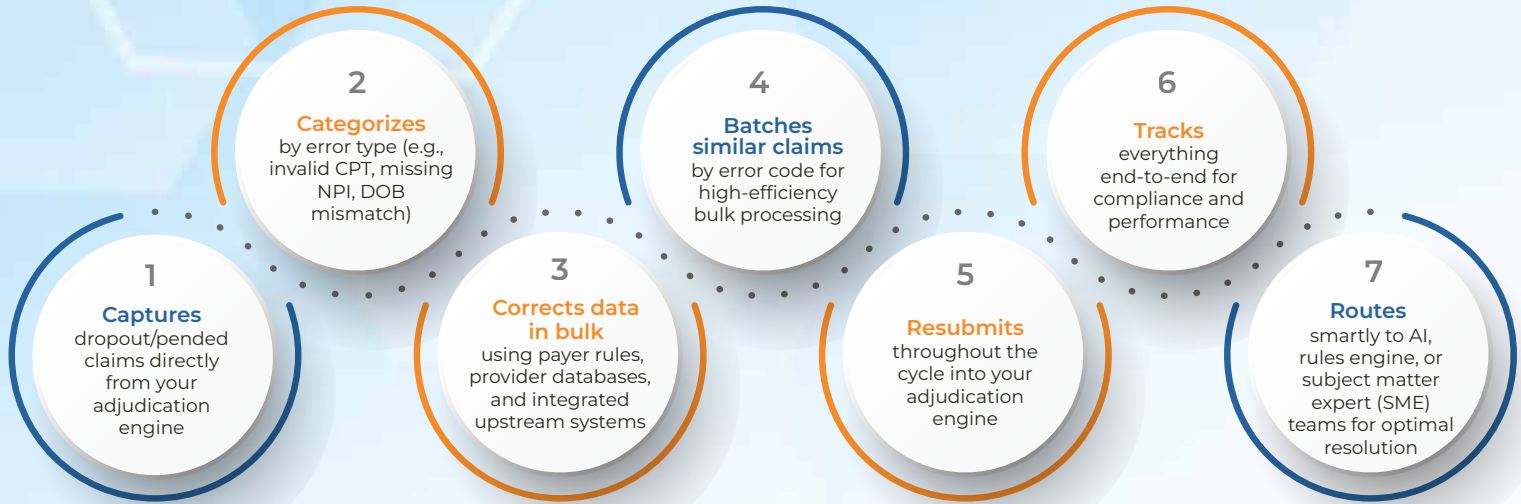 1
Captures
dropout/pended
claims directly
from your
adjudication
engine
2
Categorizes
by error type (e.g.,
invalid CPT, missing
NPI, DOB
mismatch)
3
Corrects data
in bulk
using payer rules,
provider databases,
and integrated
upstream systems
4
Batches
similar claims
by error code for
high-efficiency
bulk processing
5
Resubmits
throughout the
cycle into your
adjudication
engine
6
Tracks
everything
end-to-end for
compliance and
performance
7
Routes
smartly to AI,
rules engine, or
subject matter
expert (SME)
teams for optimal
resolution